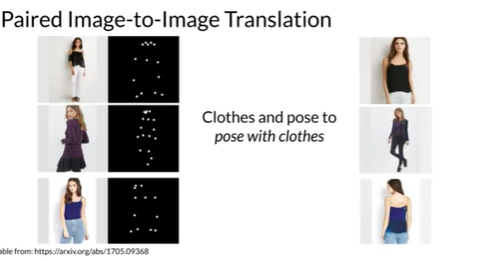 Paired Image-to-Image Translation
Clothes and pose to
pose with clothes
able from: https://arxiv.org/abs/1705.09368